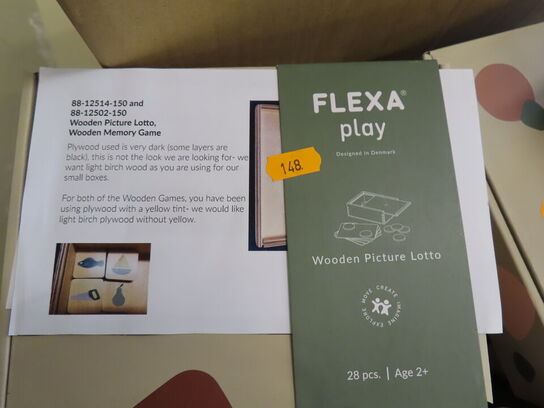 88-12514-150 and
88-12502-150
Wooden Picture Lotto,
Wooden Memory Game
Plywood used is very dark (some layers are
black), this is not the look we are looking for- we
want light birch wood as you are using for our
small boxes.
For both of the Wooden Games, you have been
using plywood with a yellow tint- we would like
light birch plywood without yellow.
FLEXA®
play
Designed in Denmark
148.
Wooden Picture Lotto
MOVE CREATE IMAGINE EXPLORE
28 pcs. | Age 2+